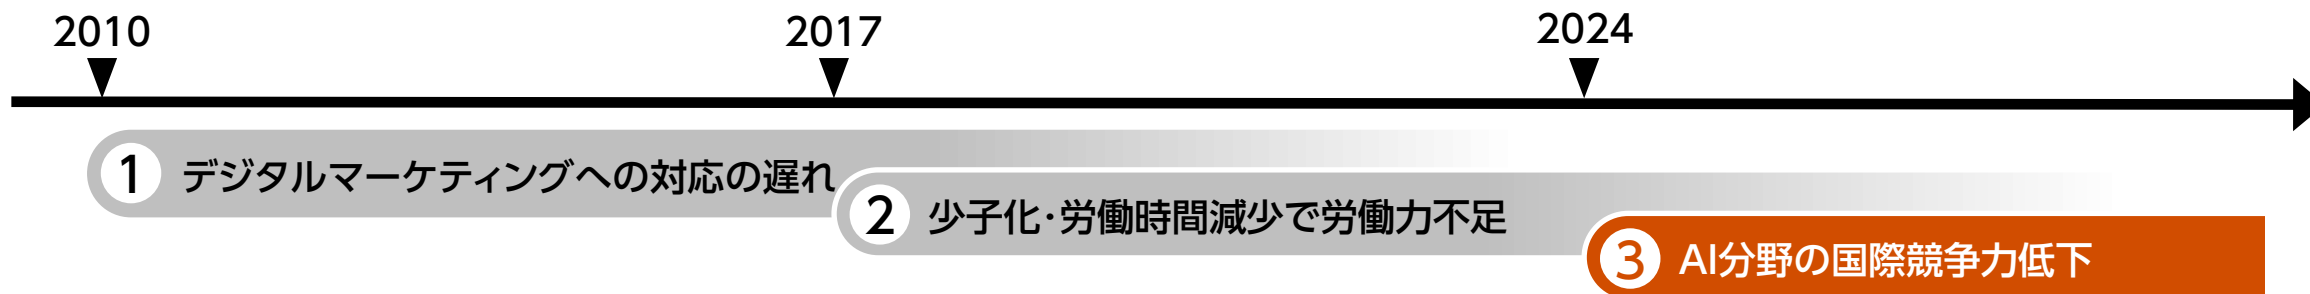 2010
2017
2024
1 デジタルマーケティングへの対応の遅れ
2 少子化・労働時間減少で労働力不足
3 AI分野の国際競争力低下